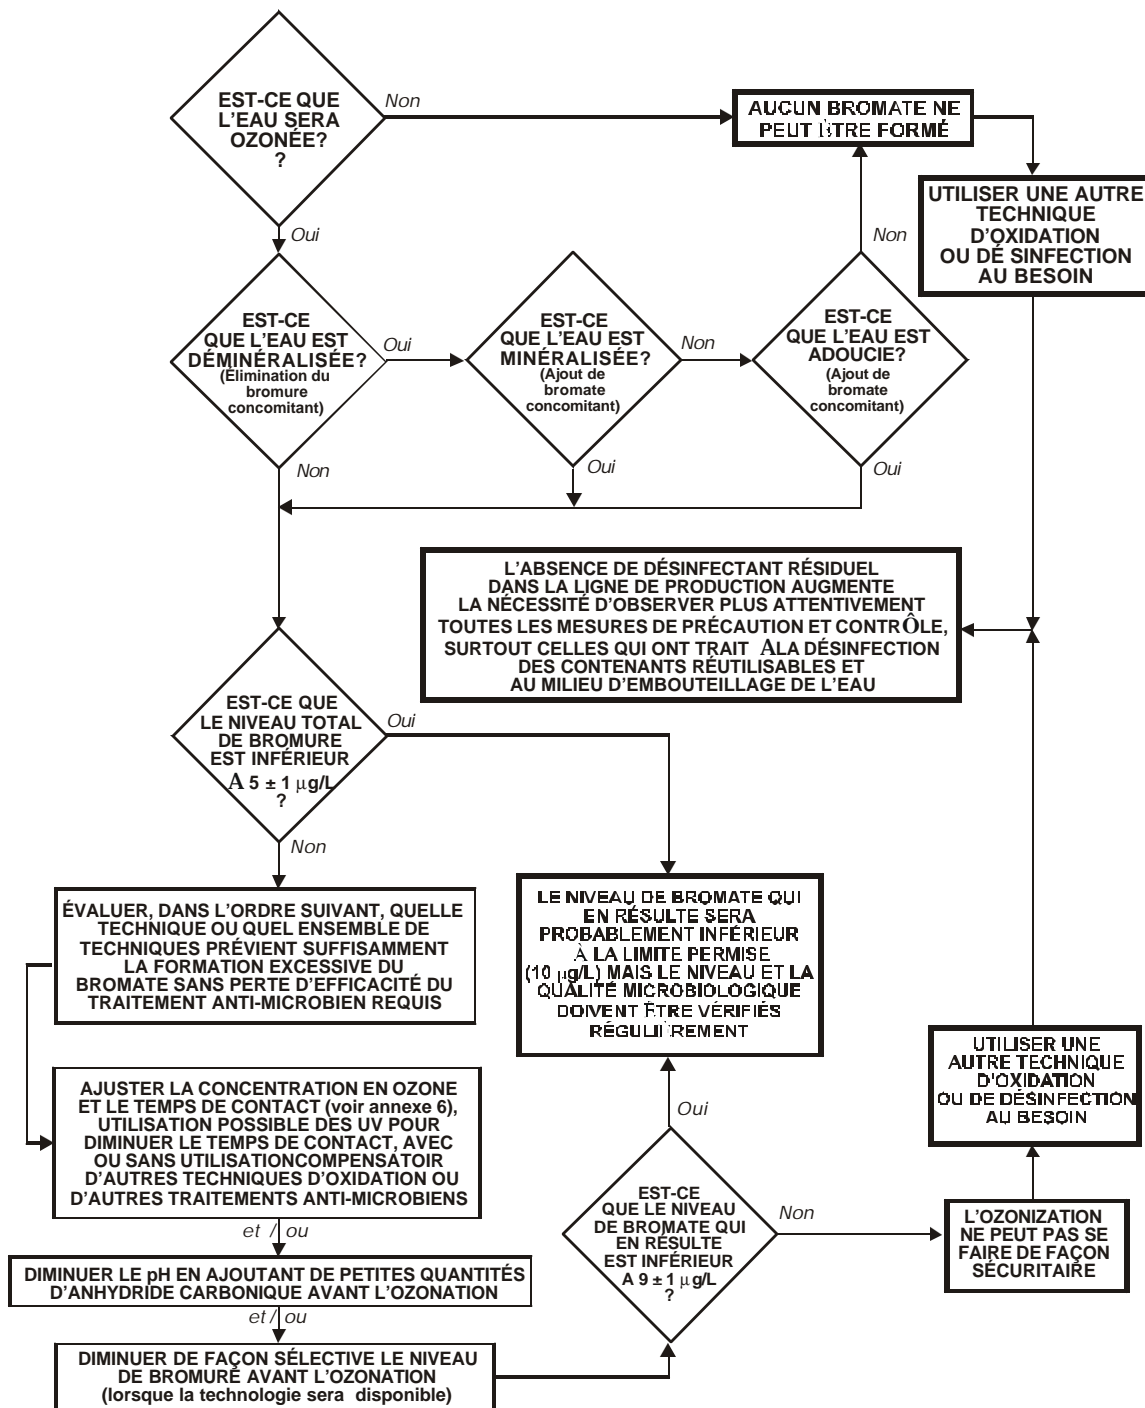 EST-CE QUE
L'EAU SERA
OZONÉE?
?
Non
Oui
AUCUN BROMATE NE
PEUT ÈTRE FORMÉ
UTILISER UNE AUTRE
TECHNIQUE
D'OXIDATION
OU DÉ SINFECTION
AU BESOIN
EST-CE
QUE L'EAU EST
DÉMINÉRALISÉE?
(Élimination du
bromure
concomitant)
Oui
Non
EST-CE
QUE L'EAU EST
MINÉRALISÉE?
(Ajout de
bromate
concomitant)
Non
Oui
EST-CE
QUE L'EAU EST
ADOUCIE?
(Ajout de
bromate
concomitant)
Non
Oui
L'ABSENCE DE DÉSINFECTANT RÉSIDUEL
DANS LA LIGNE DE PRODUCTION AUGMENTE
LA NÉCESSITÉ D'OBSERVER PLUS ATTENTIVEMENT
TOUTES LES MESURES DE PRÉCAUTION ET CONTRÔLE,
SURTOUT CELLES QUI ONT TRAIT ALA DÉSINFECTION
DES CONTENANTS RÉUTILISABLES ET
AU MILIEU D'EMBOUTEILLAGE DE L'EAU
EST-CE QUE
LE NIVEAU TOTAL
DE BROMURE
EST INFÉRIEUR
A 5 ± 1 µg/L
?
Oui
Non
ÉVALUER, DANS L'ORDRE SUIVANT, QUELLE
TECHNIQUE OU QUEL ENSEMBLE DE
TECHNIQUES PRÉVIENT SUFFISAMMENT
LA FORMATION EXCESSIVE DU
BROMATE SANS PERTE D'EFFICACITÉ DU
TRAITEMENT ANTI-MICROBIEN REQUIS
LE NIVEAU DE BROMATE QUI
EN RÉSULTE SERA
PROBABLEMENT INFÉRIEUR
À LA LIMITE PERMISE
(10 µg/L) MAIS LE NIVEAU ET LA
QUALITÉ MICROBIOLOGIQUE
DOIVENT ÊTRE VÉRIFIÉS
RÉGULIÈREMENT
AJUSTER LA CONCENTRATION EN OZONE
ET LE TEMPS DE CONTACT (voir annexe 6),
UTILISATION POSSIBLE DES UV POUR
DIMINUER LE TEMPS DE CONTACT, AVEC
OU SANS UTILISATIONCOMPENSATOIR
D'AUTRES TECHNIQUES D'OXIDATION OU
D'AUTRES TRAITEMENTS ANTI-MICROBIENS
et / ou
DIMINUER LE pH EN AJOUTANT DE PETITES QUANTITÉS
D'ANHYDRIDE CARBONIQUE AVANT L'OZONATION
et / ou
DIMINUER DE FAÇON SÉLECTIVE LE NIVEAU
DE BROMURE AVANT L'OZONATION
(lorsque la technologie sera disponible)
EST-CE
QUE LE NIVEAU
DE BROMATE QUI
EN RÉSULTE
EST INFÉRIEUR
A 9 ± 1 µg/L
?
Oui
Non
L'OZONIZATION
NE PEUT PAS SE
FAIRE DE FAÇON
SÉCURITAIRE
UTILISER UNE
AUTRE TECHNIQUE
D'OXIDATION
OU DE DÉSINFECTION
AU BESOIN